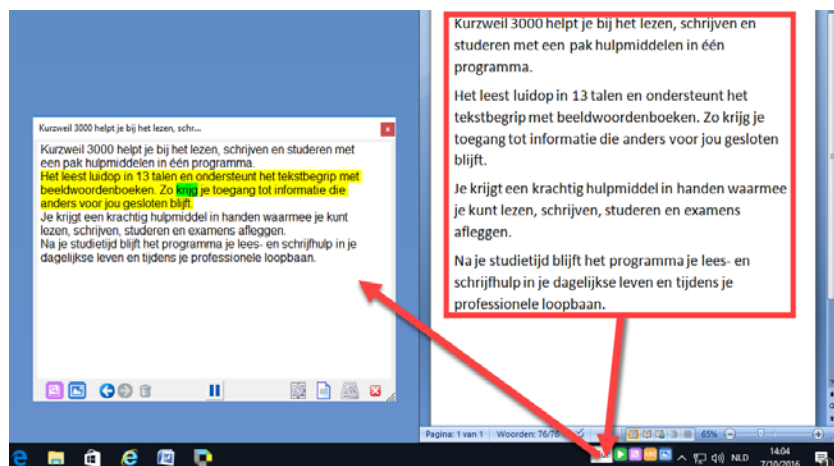 Kurzweil 3000 helpt je bij het lezen, schr...
Kurzweil 3000 helpt je bij het lezen, schrijven en studeren met
een pak hulpmiddelen in één programma.
Het leest luidop in 13 talen en ondersteunt het tekstbegrip met
beeldwoordenboeken. Zo krijg je toegang tot informatie die
anders voor jou gesloten blijft.
Je krijgt een krachtig hulpmiddel in handen waarmee je kunt
lezen, schrijven, studeren en examens afleggen.
Na je studietijd blijft het programma je lees- en schrijfhulp in je
dagelijkse leven en tijdens je professionele loopbaan.
Kurzweil 3000 helpt je bij het lezen, schrijven en
studeren met een pak hulpmiddelen in één
programma.
Het leest luidop in 13 talen en ondersteunt het
tekstbegrip met beeldwoordenboeken. Zo krijg je
toegang tot informatie die anders voor jou gesloten
blijft.
Je krijgt een krachtig hulpmiddel in handen waarmee
je kunt lezen, schrijven, studeren en examens
afleggen.
Na je studietijd blijft het programma je lees- en
schrijfhulp in je dagelijkse leven en tijdens je
professionele loopbaan.
Pagina: 1 van 1 Woorden: 76/76 65%
NLD 14:04
7/10/2016